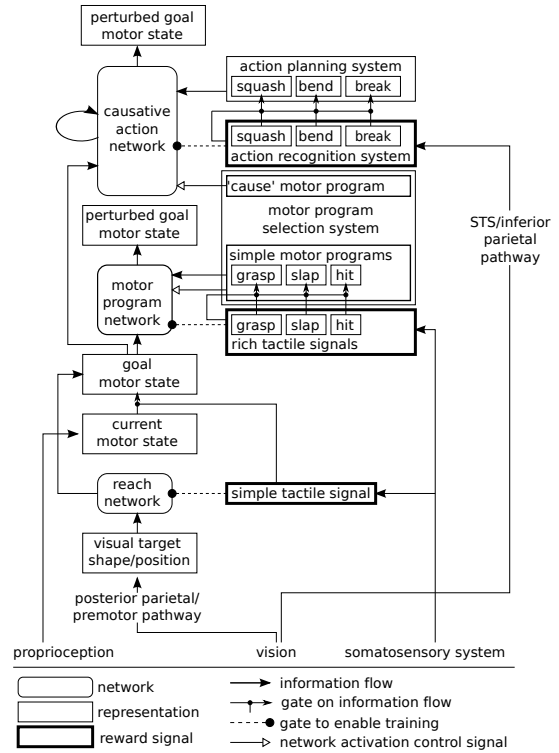 perturbed goal
motor state
action planning system
squash bend break
causative
action
network
squash bend break
action recognition system
'cause' motor program
perturbed goal
motor state
motor program
selection system
STS/inferior
parietal
pathway
simple motor programs
grasp slap hit
motor
program
network
grasp slap hit
rich tactile signals
goal
motor state
current
motor state
reach
network
simple tactile signal
visual target
shape/position
posterior parietal/
premotor pathway
proprioception vision somatosensory system
network
representation
reward signal
information flow
gate on information flow
gate to enable training
network activation control signal